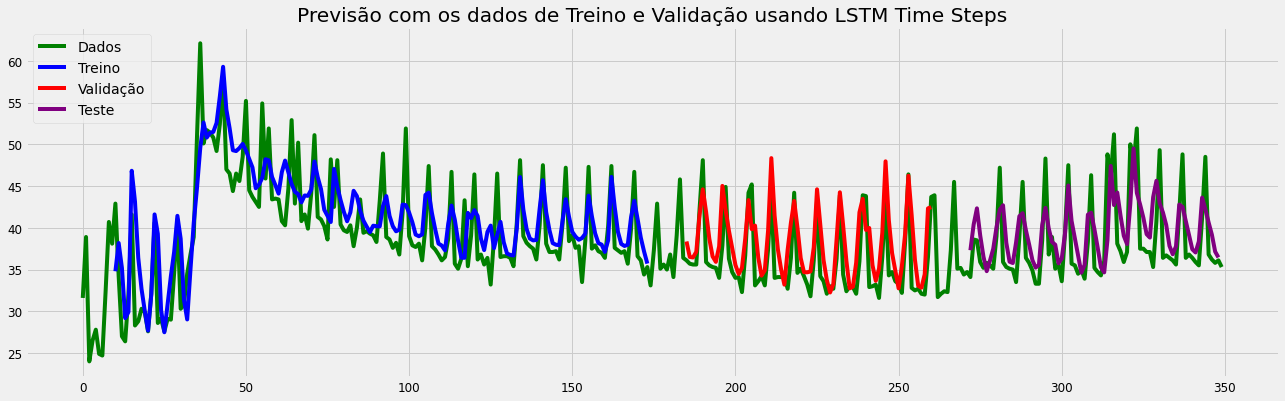 Previsão com os dados de Treino e Validação usando LSTM Time Steps
Dados
Treino
Validação
Teste
60
55
50
45
40
35
30
25
0 50 100 150 200 250 300 350